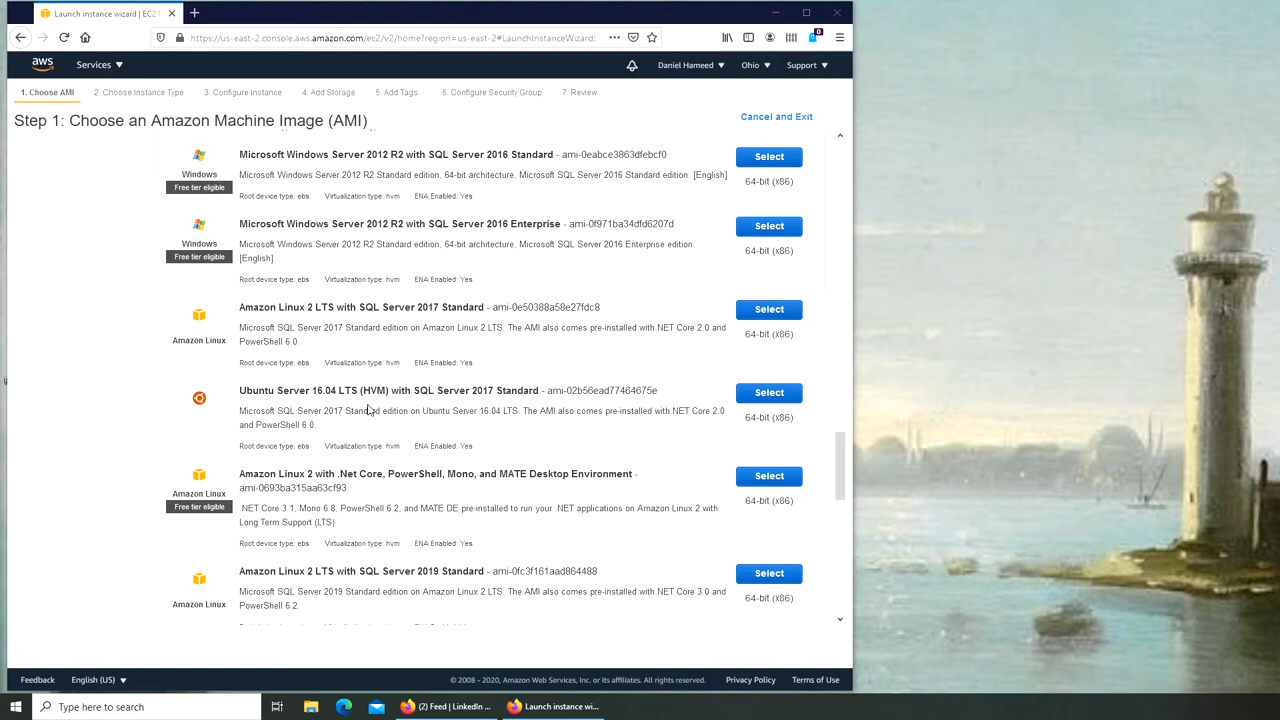 Launch instance wizard | EC2
https://us-east-2.console.aws.amazon.com/ec2/v2/home?region=us-east-2#LaunchInstanceWizard:
0
aws
Services
Daniel Hameed
Ohio
Support
1. Choose AMI
2. Choose Instance Type
3. Configure Instance
4. Add Storage
5. Add Tags
6. Configure Security Group
7. Review
Step 1: Choose an Amazon Machine Image (AMI)
Cancel and Exit
Windows
Free tier eligible
Microsoft Windows Server 2012 R2 with SQL Server 2016 Standard - ami-0eabce3863dfebcf0
Microsoft Windows Server 2012 R2 Standard edition, 64-bit architecture, Microsoft SQL Server 2016 Standard edition. [English]
Root device type: ebs Virtualization type: hvm ENA Enabled: Yes
Select
64-bit (x86)
Windows
Free tier eligible
Microsoft Windows Server 2012 R2 with SQL Server 2016 Enterprise - ami-0f971ba34dfd6207d
Microsoft Windows Server 2012 R2 Standard edition, 64-bit architecture, Microsoft SQL Server 2016 Enterprise edition.
[English]
Root device type: ebs Virtualization type: hvm ENA Enabled: Yes
Select
64-bit (x86)
Amazon Linux
Amazon Linux 2 LTS with SQL Server 2017 Standard - ami-0e50388a58e27fdc8
Microsoft SQL Server 2017 Standard edition on Amazon Linux 2 LTS. The AMI also comes pre-installed with.NET Core 2.0 and
PowerShell 6.0.
Root device type: ebs Virtualization type: hvm ENA Enabled: Yes
Select
64-bit (x86)
Ubuntu Server 16.04 LTS (HVM) with SQL Server 2017 Standard - ami-02b56ead77464675e
Microsoft SQL Server 2017 Standard edition on Ubuntu Server 16.04 LTS. The AMI also comes pre-installed with.NET Core 2.0
and PowerShell 6.0.
Root device type: ebs Virtualization type: hvm ENA Enabled: Yes
Select
64-bit (x86)
Amazon Linux
Free tier eligible
Amazon Linux 2 with .Net Core, PowerShell, Mono, and MATE Desktop Environment -
ami-0693ba315aa63cf93
.NET Core 3.1, Mono 6.8, PowerShell 6.2, and MATE DE pre-installed to run your .NET applications on Amazon Linux 2 with
Long Term Support (LTS)
Root device type: ebs Virtualization type: hvm ENA Enabled: Yes
Select
64-bit (x86)
Amazon Linux
Amazon Linux 2 LTS with SQL Server 2019 Standard - ami-0fc3f161aad864488
Microsoft SQL Server 2019 Standard edition on Amazon Linux 2 LTS. The AMI also comes pre-installed with NET Core 3.0 and
PowerShell 6.2.
Select
64-bit (x86)
Feedback
English (US)
© 2008 - 2020, Amazon Web Services, Inc. or its affiliates. All rights reserved.
Privacy Policy
Terms of Use
Type here to search
(2) Feed | LinkedIn ...
Launch instance wi...